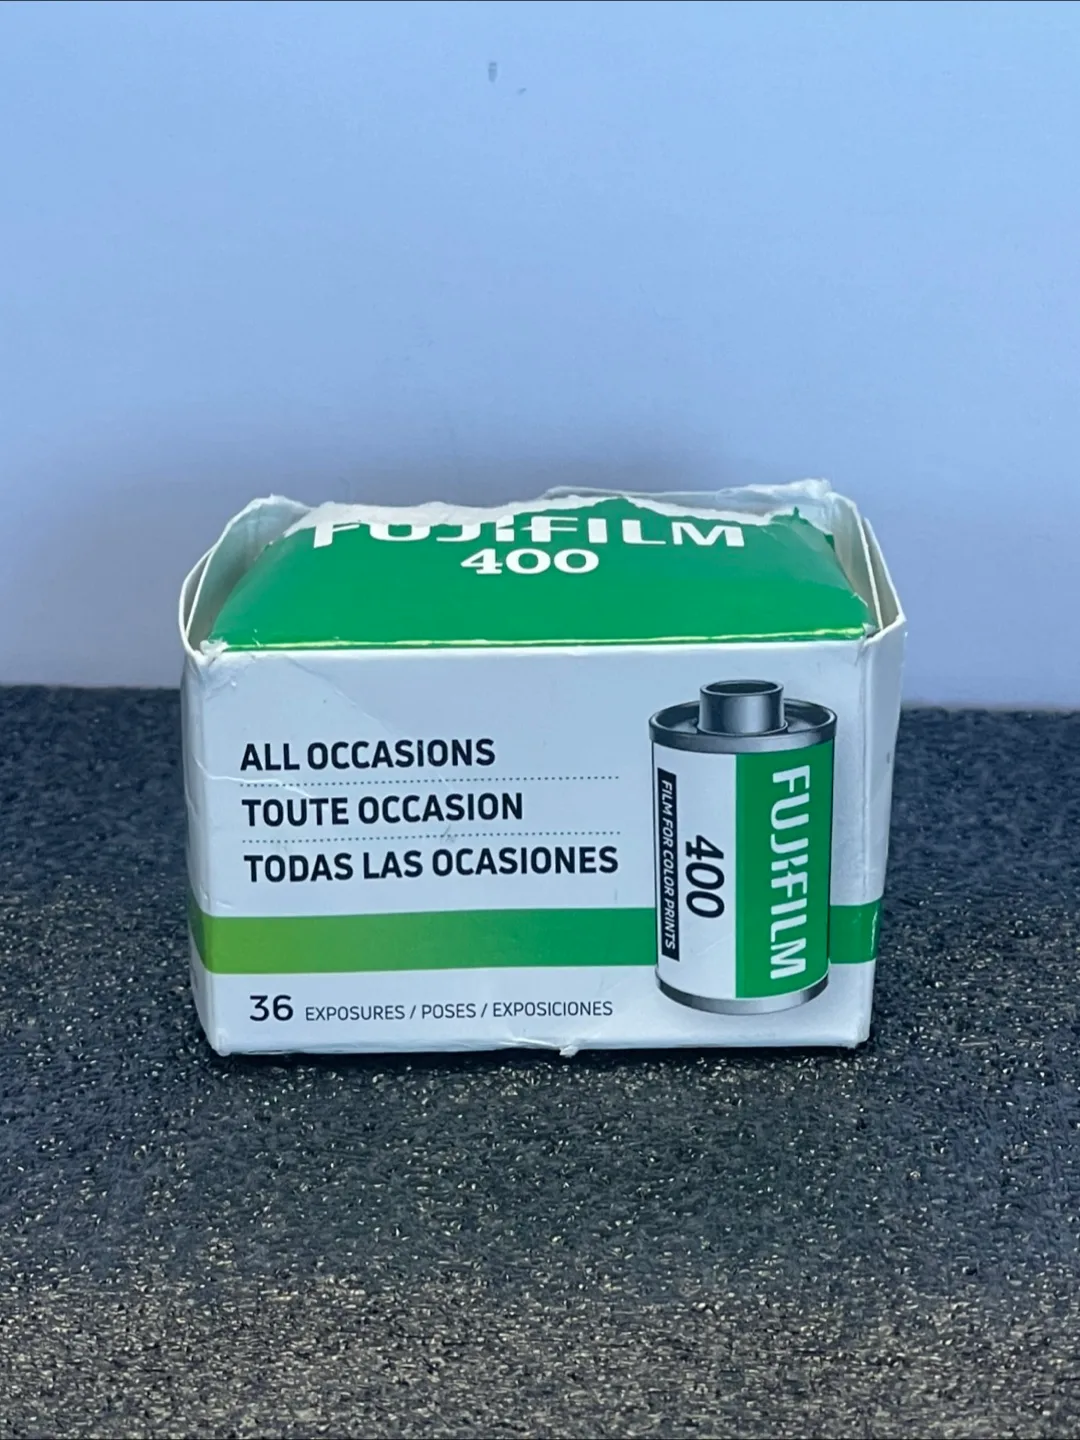 FUJIFILM
400
ALL OCCASIONS
TOUTE OCCASION
TODAS LAS OCASIONES
36 EXPOSURES / POSES / EXPOSICIONES
FUJIFILM
400
FILM FOR COLOR PRINTS